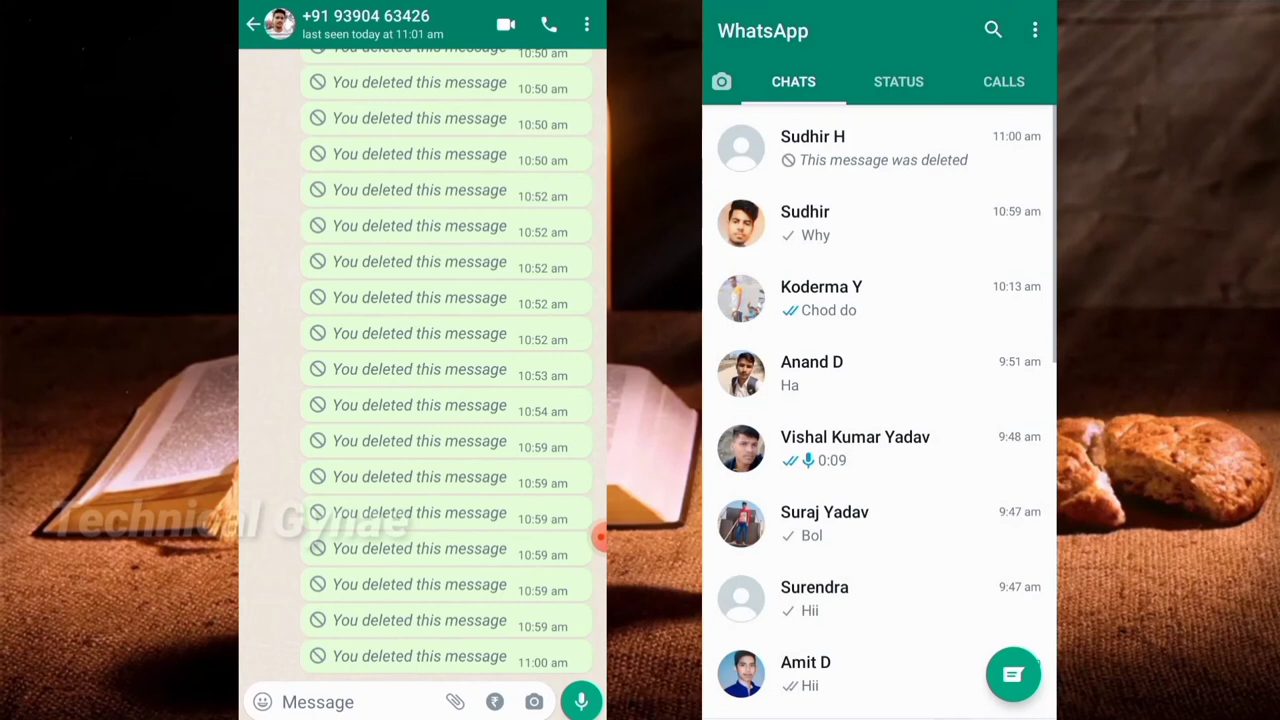 +91 93904 63426
last seen today at 11:01 am
You deleted this message 10:50 am
You deleted this message 10:50 am
You deleted this message 10:50 am
You deleted this message 10:50 am
You deleted this message 10:52 am
You deleted this message 10:52 am
You deleted this message 10:52 am
You deleted this message 10:52 am
You deleted this message 10:52 am
You deleted this message 10:53 am
You deleted this message 10:54 am
You deleted this message 10:59 am
You deleted this message 10:59 am
You deleted this message 10:59 am
You deleted this message 10:59 am
You deleted this message 10:59 am
You deleted this message 10:59 am
You deleted this message 11:00 am
Message
Technical Gyhae
WhatsApp
CHATS STATUS CALLS
Sudhir H 11:00 am
This message was deleted
Sudhir 10:59 am
Why
Koderma Y 10:13 am
Chod do
Anand D 9:51 am
Ha
Vishal Kumar Yadav 9:48 am
0:09
Suraj Yadav 9:47 am
Bol
Surendra 9:47 am
Hii
Amit D
Hii